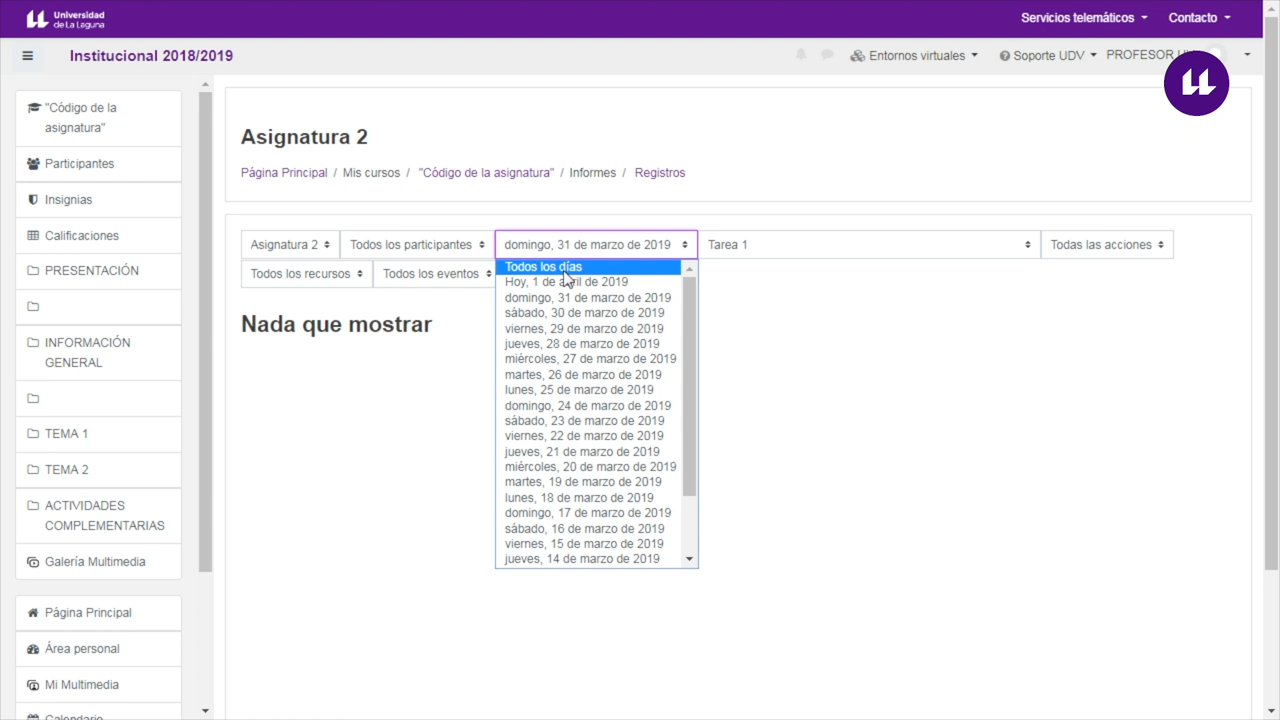 Universidad
de La Laguna
Servicios telemáticos
Contacto
Institucional 2018/2019
Entornos virtuales
Soporte UDV
PROFESOR
"Código de la
asignatura"
Participantes
Insignias
Calificaciones
PRESENTACIÓN
INFORMACIÓN
GENERAL
TEMA 1
TEMA 2
ACTIVIDADES
COMPLEMENTARIAS
Galería Multimedia
Página Principal
Área personal
Mi Multimedia
Calendario
Asignatura 2
Página Principal / Mis cursos / "Código de la asignatura" / Informes / Registros
Asignatura 2
Todos los participantes
domingo, 31 de marzo de 2019
Tarea 1
Todas las acciones
Todos los recursos
Todos los eventos
Todos los días
Hoy, 1 de abril de 2019
domingo, 31 de marzo de 2019
sábado, 30 de marzo de 2019
viernes, 29 de marzo de 2019
jueves, 28 de marzo de 2019
miércoles, 27 de marzo de 2019
martes, 26 de marzo de 2019
lunes, 25 de marzo de 2019
domingo, 24 de marzo de 2019
sábado, 23 de marzo de 2019
viernes, 22 de marzo de 2019
jueves, 21 de marzo de 2019
miércoles, 20 de marzo de 2019
martes, 19 de marzo de 2019
lunes, 18 de marzo de 2019
domingo, 17 de marzo de 2019
sábado, 16 de marzo de 2019
viernes, 15 de marzo de 2019
jueves, 14 de marzo de 2019
Nada que mostrar